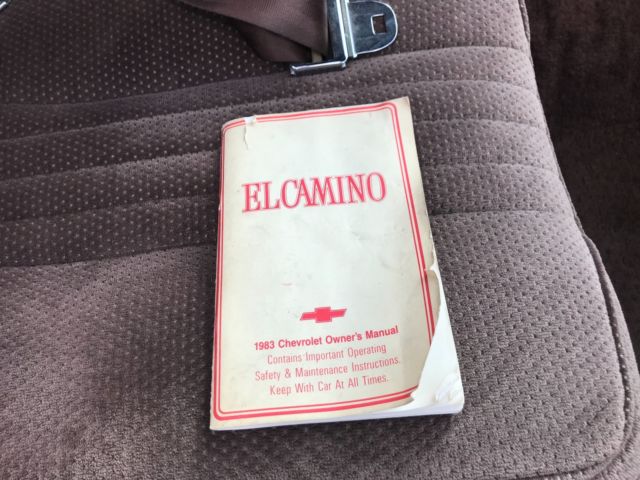 EL CAMINO
1983 Chevrolet Owner's Manual
Contains Important Operating
Safety & Maintenance Instructions.
Keep With Car At All Times.